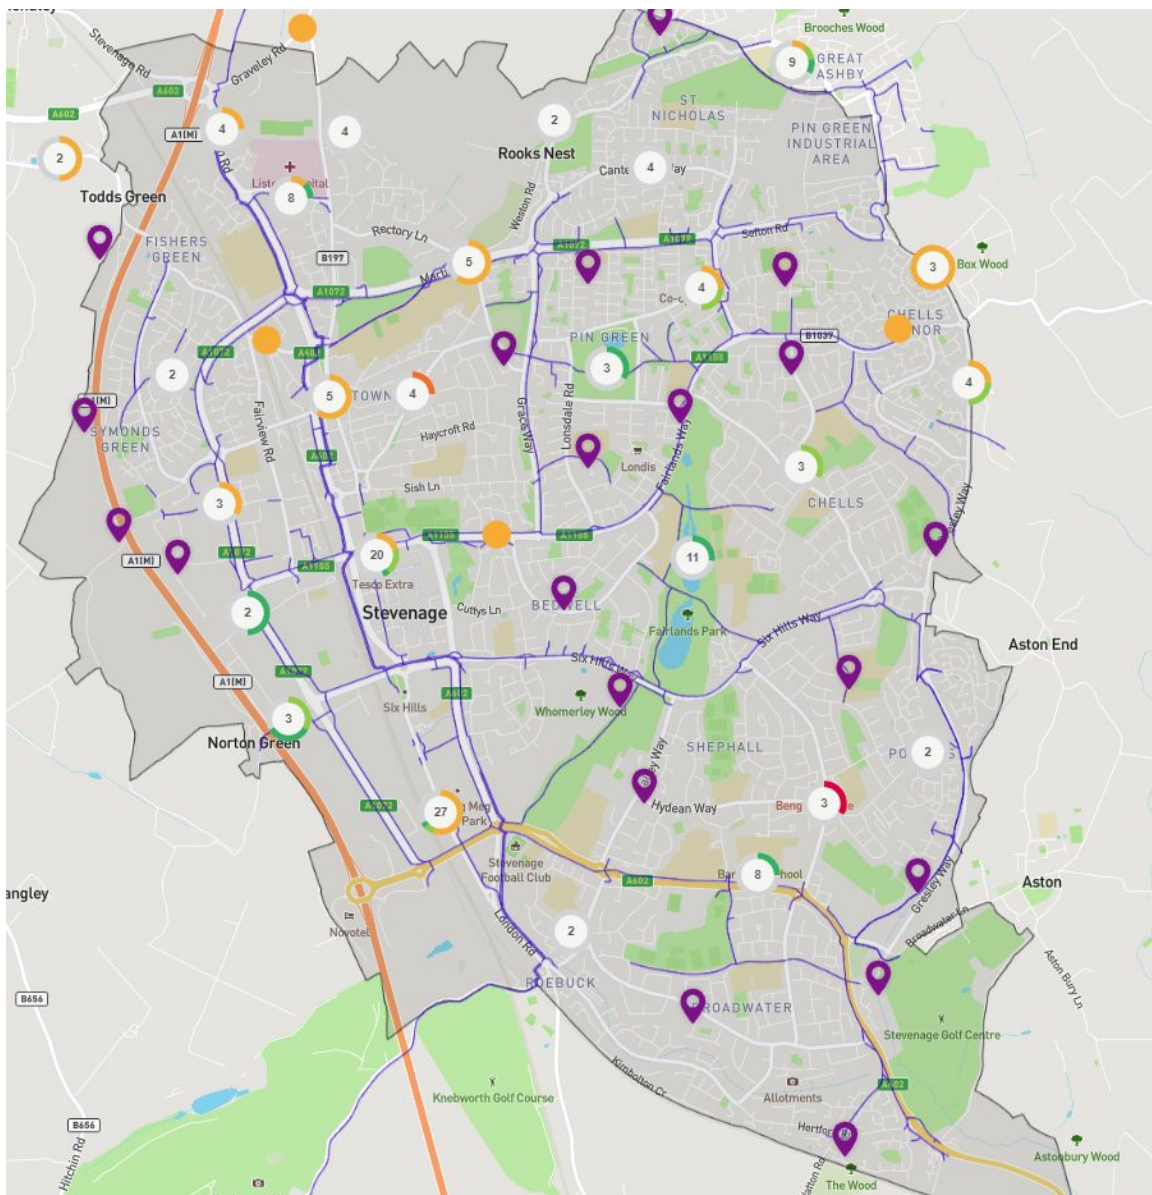 Stevenage Rd
Graveley Rd
Brooches Wood
9
GREAT
ASHBY
A602
A602
A1(M)
4
4
2
ST
NICHOLAS
PIN GREEN
INDUSTRIAL
AREA
2
Rooks Nest
4
Todds Green
8
Weston Rd
FISHERS
GREEN
Rectory Ln
B197
5
A1072
A1072
A1077
Sefton Rd
3
Box Wood
A1072
4
Co-op
CHELLS
A1072
A602
PIN GREEN
3
A1155
B1037
2
5
4
4
SYMONDS
GREEN
Fairview Rd
Haycroft Rd
Grace Way
Lonsdale Rd
Fairlands Way
A602
Londis
3
CHELLS
Sish Ln
3
A1155
A1155
A1(M)
A1072
A1155
20
Tesco Extra
11
Stevenage
Cuttys Ln
BEDWELL
2
Fairlands Park
Six Hills Way
Aston End
Six Hills Way
A1(M)
A1072
A602
Six Hills
Whomerley Wood
3
Norton Green
SHEPHALL
2
A1072
27
Park
Hydean Way
3
Stevenage
Football Club
A602
8
Gresley Way
Aston
angley
Novotel
London Rd
2
Broadwater Ln
ROEBUCK
Aston Bury Ln
B656
BROADWATER
Stevenage Golf Centre
Kimbolton Cr
A602
Knebworth Golf Course
Allotments
B656
Hitchin Rd
Astonbury Wood
The Wood